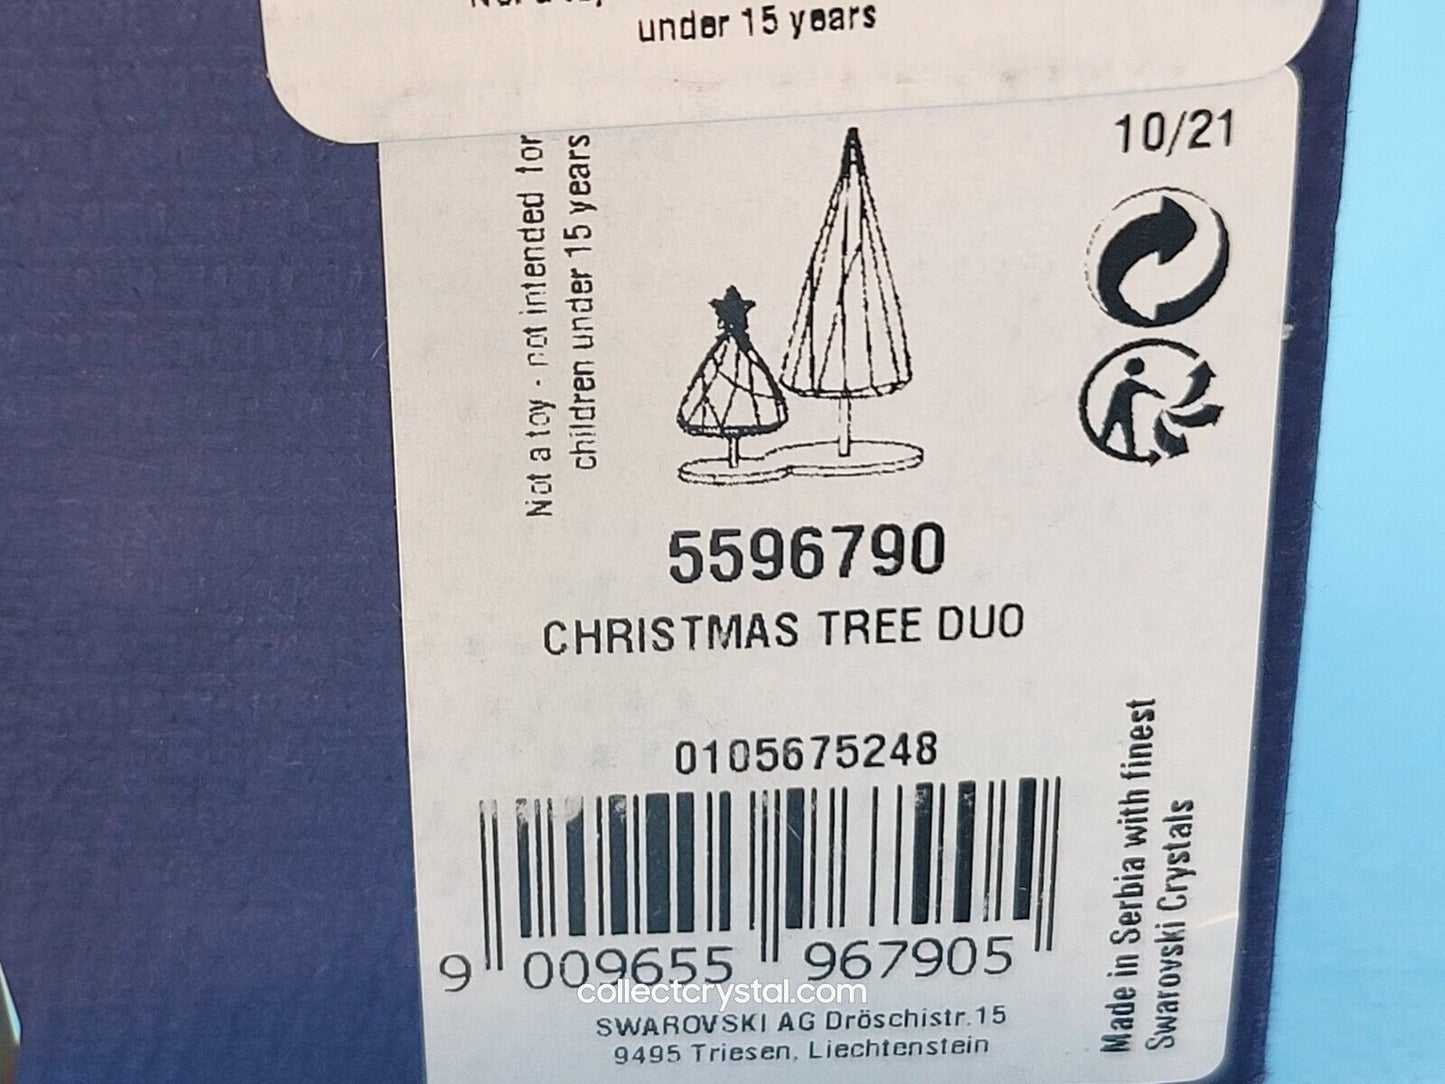 under 15 years
10/21
Not a toy - not intended for
children under 15 years
5596790
CHRISTMAS TREE DUO
0105675248
9 009655 967905
collectcrystal.com
SWAROVSKI AG Dröschistr.15
9495 Triesen, Liechtenstein
Made in Serbia with finest
Swarovski Crystals